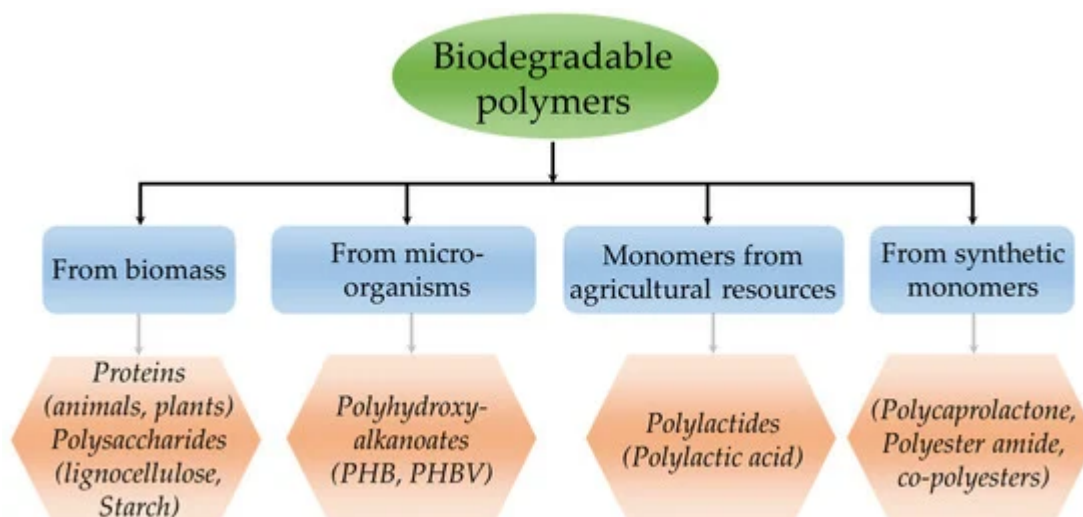 Biodegradable
polymers
From biomass
From micro-
organisms
Monomers from
agricultural resources
From synthetic
monomers
Proteins
(animals, plants)
Polysaccharides
(lignocellulose,
Starch)
Polyhydroxy-
alkanoates
(PHB, PHBV)
Polylactides
(Polylactic acid)
(Polycaprolactone,
Polyester amide,
co-polyesters)